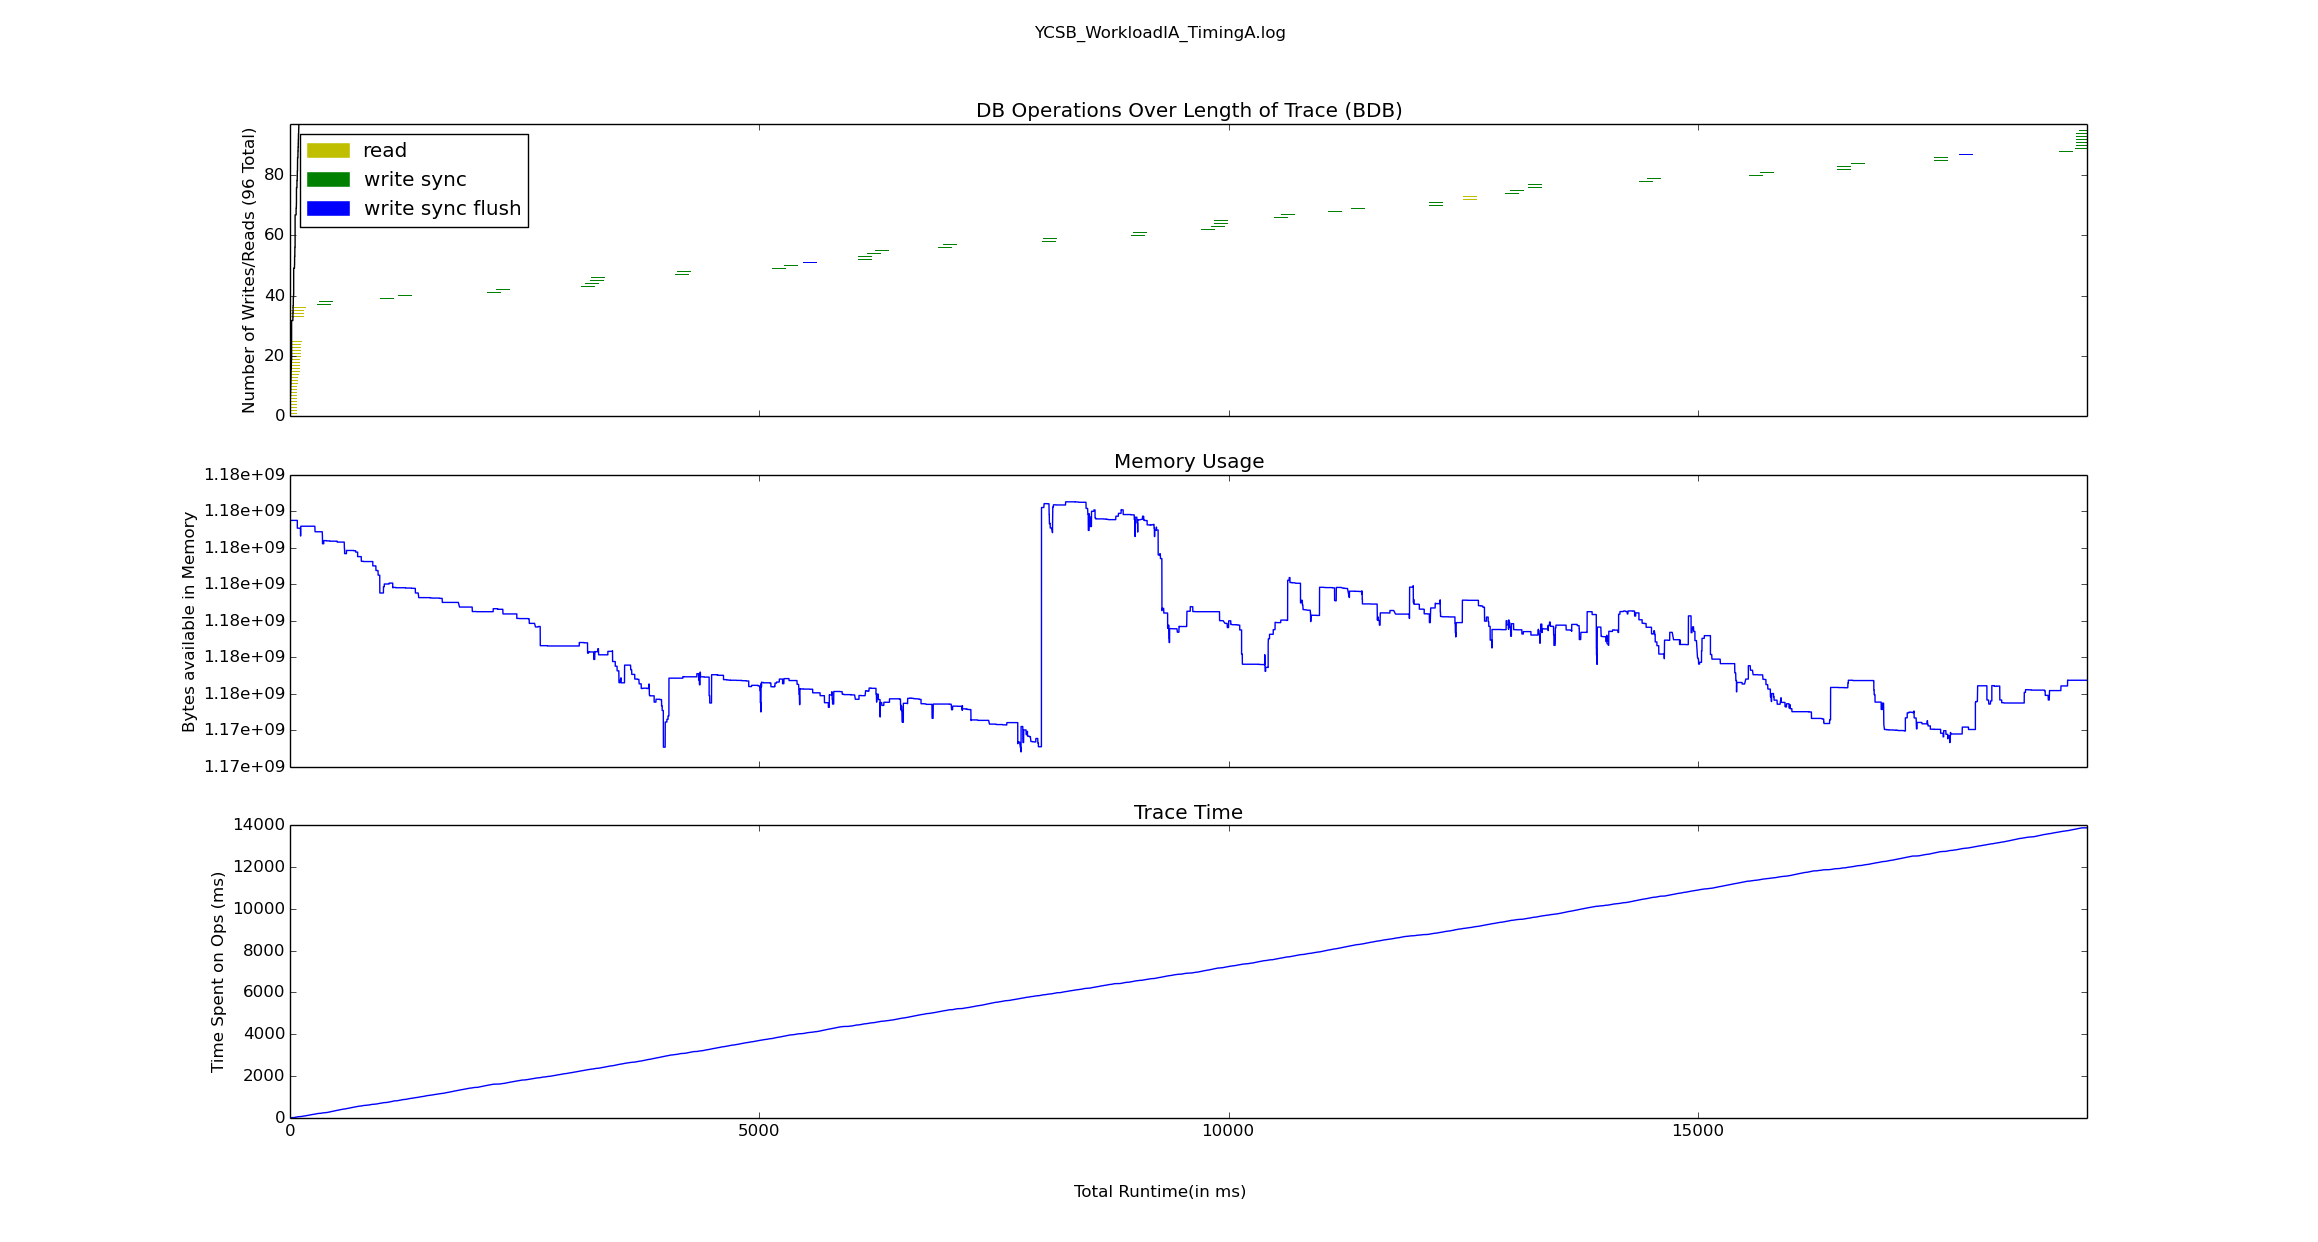 YCSB_WorkloadIA_TimingA.log
DB Operations Over Length of Trace (BDB)
Number of Writes/Reads (96 Total)
80
60
40
20
0
read
write sync
write sync flush
Memory Usage
Bytes available in Memory
1.18e+09
1.18e+09
1.18e+09
1.18e+09
1.18e+09
1.18e+09
1.18e+09
1.17e+09
1.17e+09
Trace Time
Time Spent on Ops (ms)
14000
12000
10000
8000
6000
4000
2000
0
0 5000 10000 15000
Total Runtime(in ms)